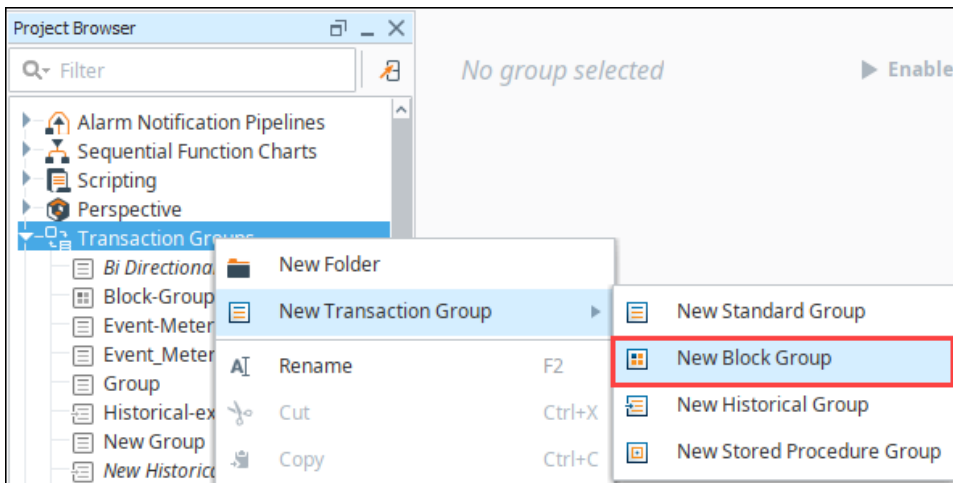 Project Browser
Filter
No group selected
Enable
Alarm Notification Pipelines
Sequential Function Charts
Scripting
Perspective
Transaction Groups
Bi Directiona
New Folder
Block-Group
New Transaction Group
New Standard Group
Event-Meter
Event_Meter
Rename F2
New Block Group
Group
Historical-ex
Cut Ctrl+X
New Historical Group
New Group
New Historic
Copy Ctrl+C
New Stored Procedure Group